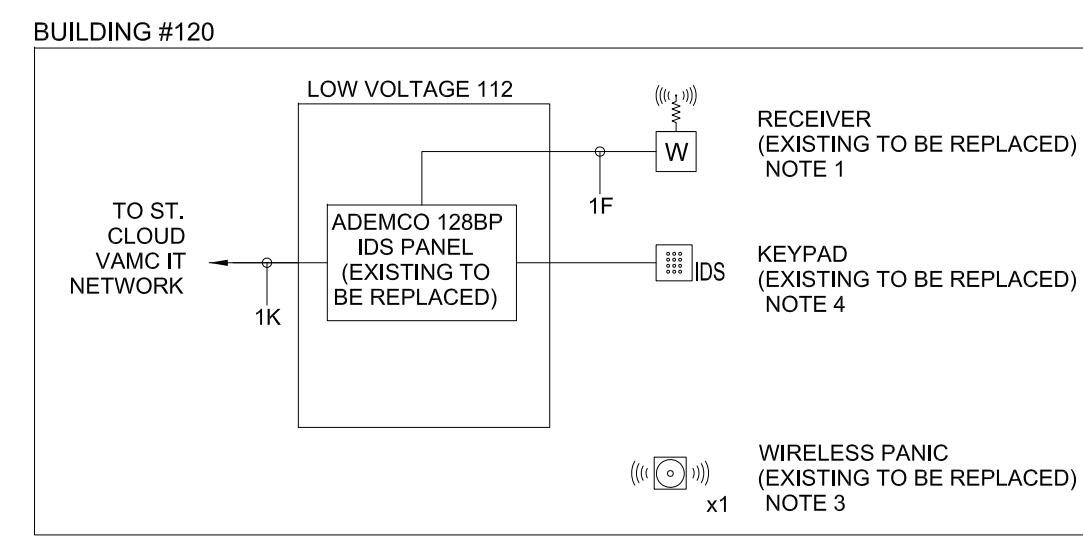 BUILDING #120
LOW VOLTAGE 112
RECEIVER
(EXISTING TO BE REPLACED)
NOTE 1
W
1F
TO ST.
CLOUD
VAMC IT
NETWORK
1K
ADEMCO 128BP
IDS PANEL
(EXISTING TO
BE REPLACED)
IDS
KEYPAD
(EXISTING TO BE REPLACED)
NOTE 4
x1
WIRELESS PANIC
(EXISTING TO BE REPLACED)
NOTE 3